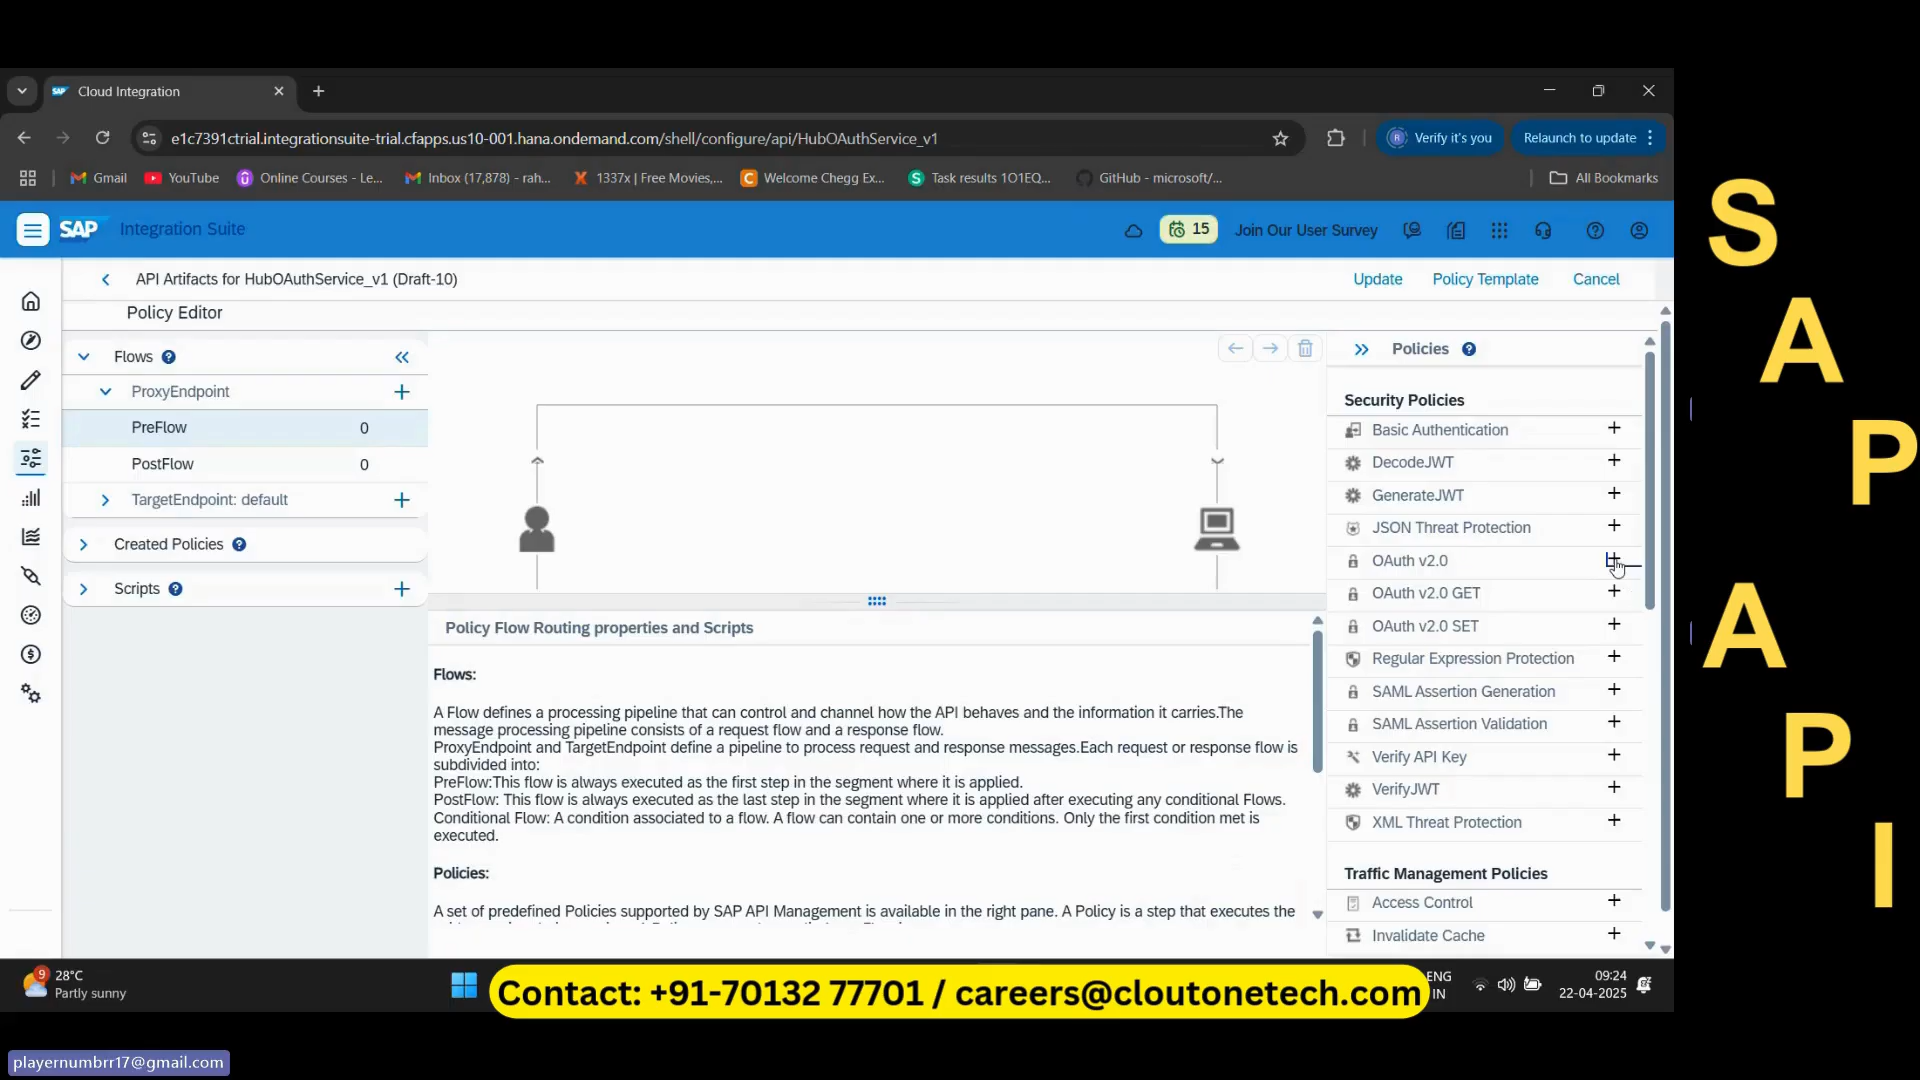 Cloud Integration
e1c7391ctrial.integrationsuite-trial.cfapps.us10-001.hana.ondemand.com/shell/configure/api/HubOAuthService_v1
Verify it's you
Relaunch to update
Gmail
YouTube
Online Courses - Le...
Inbox (17,878) - rah...
1337x | Free Movies,...
Welcome Chegg Ex...
Task results 1O1EQ...
GitHub - microsoft/...
All Bookmarks
SAP
Integration Suite
15
Join Our User Survey
API Artifacts for HubOAuthService_v1 (Draft-10)
Update
Policy Template
Cancel
Policy Editor
Flows
ProxyEndpoint
PreFlow 0
PostFlow 0
TargetEndpoint: default
Created Policies
Scripts
Policy Flow Routing properties and Scripts
Flows:
A Flow defines a processing pipeline that can control and channel how the API behaves and the information it carries.The
message processing pipeline consists of a request flow and a response flow.
ProxyEndpoint and TargetEndpoint define a pipeline to process request and response messages.Each request or response flow is
subdivided into:
PreFlow:This flow is always executed as the first step in the segment where it is applied.
PostFlow: This flow is always executed as the last step in the segment where it is applied after executing any conditional Flows.
Conditional Flow: A condition associated to a flow. A flow can contain one or more conditions. Only the first condition met is
executed.
Policies:
A set of predefined Policies supported by SAP API Management is available in the right pane. A Policy is a step that executes the
Policies
Security Policies
Basic Authentication
DecodeJWT
GenerateJWT
JSON Threat Protection
OAuth v2.0
OAuth v2.0 GET
OAuth v2.0 SET
Regular Expression Protection
SAML Assertion Generation
SAML Assertion Validation
Verify API Key
VerifyJWT
XML Threat Protection
Traffic Management Policies
Access Control
Invalidate Cache
S
A
P
A
P
I
9
28°C
Partly sunny
Contact: +91-70132 77701 / careers@cloutonetech.com
ENG
IN
09:24
22-04-2025
playernumbrr17@gmail.com